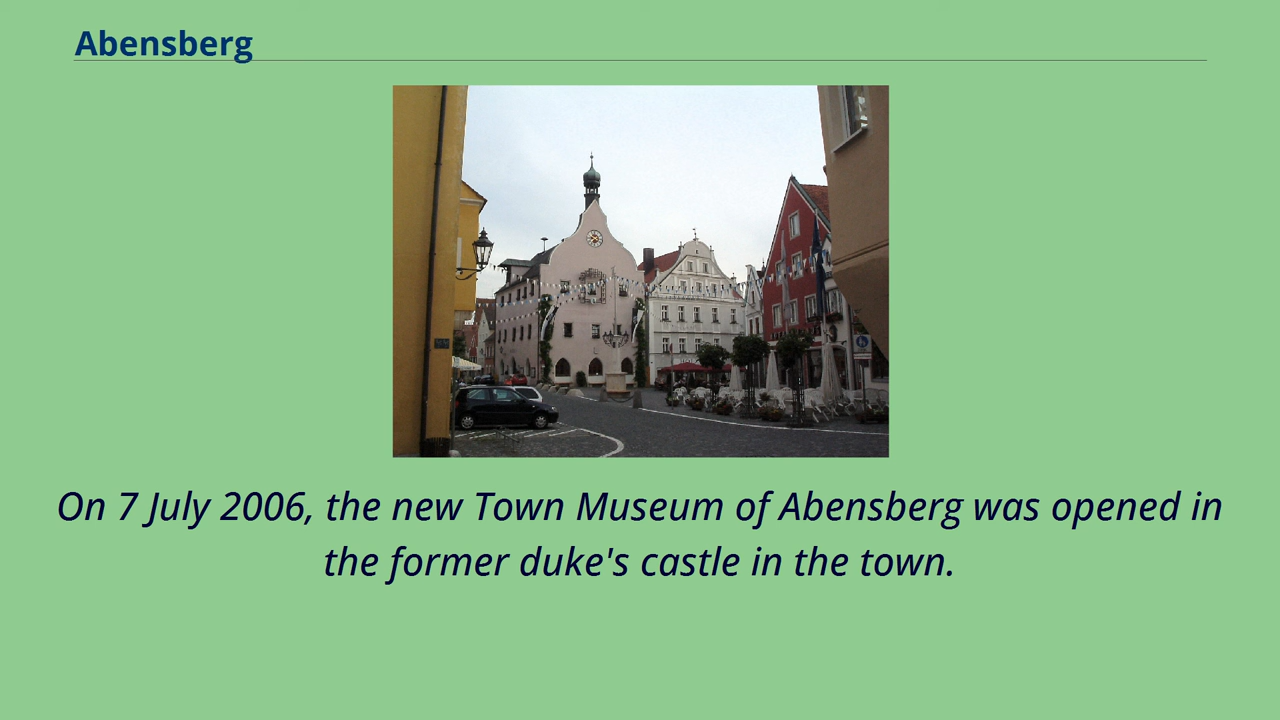 Abensberg
On 7 July 2006, the new Town Museum of Abensberg was opened in
the former duke's castle in the town.